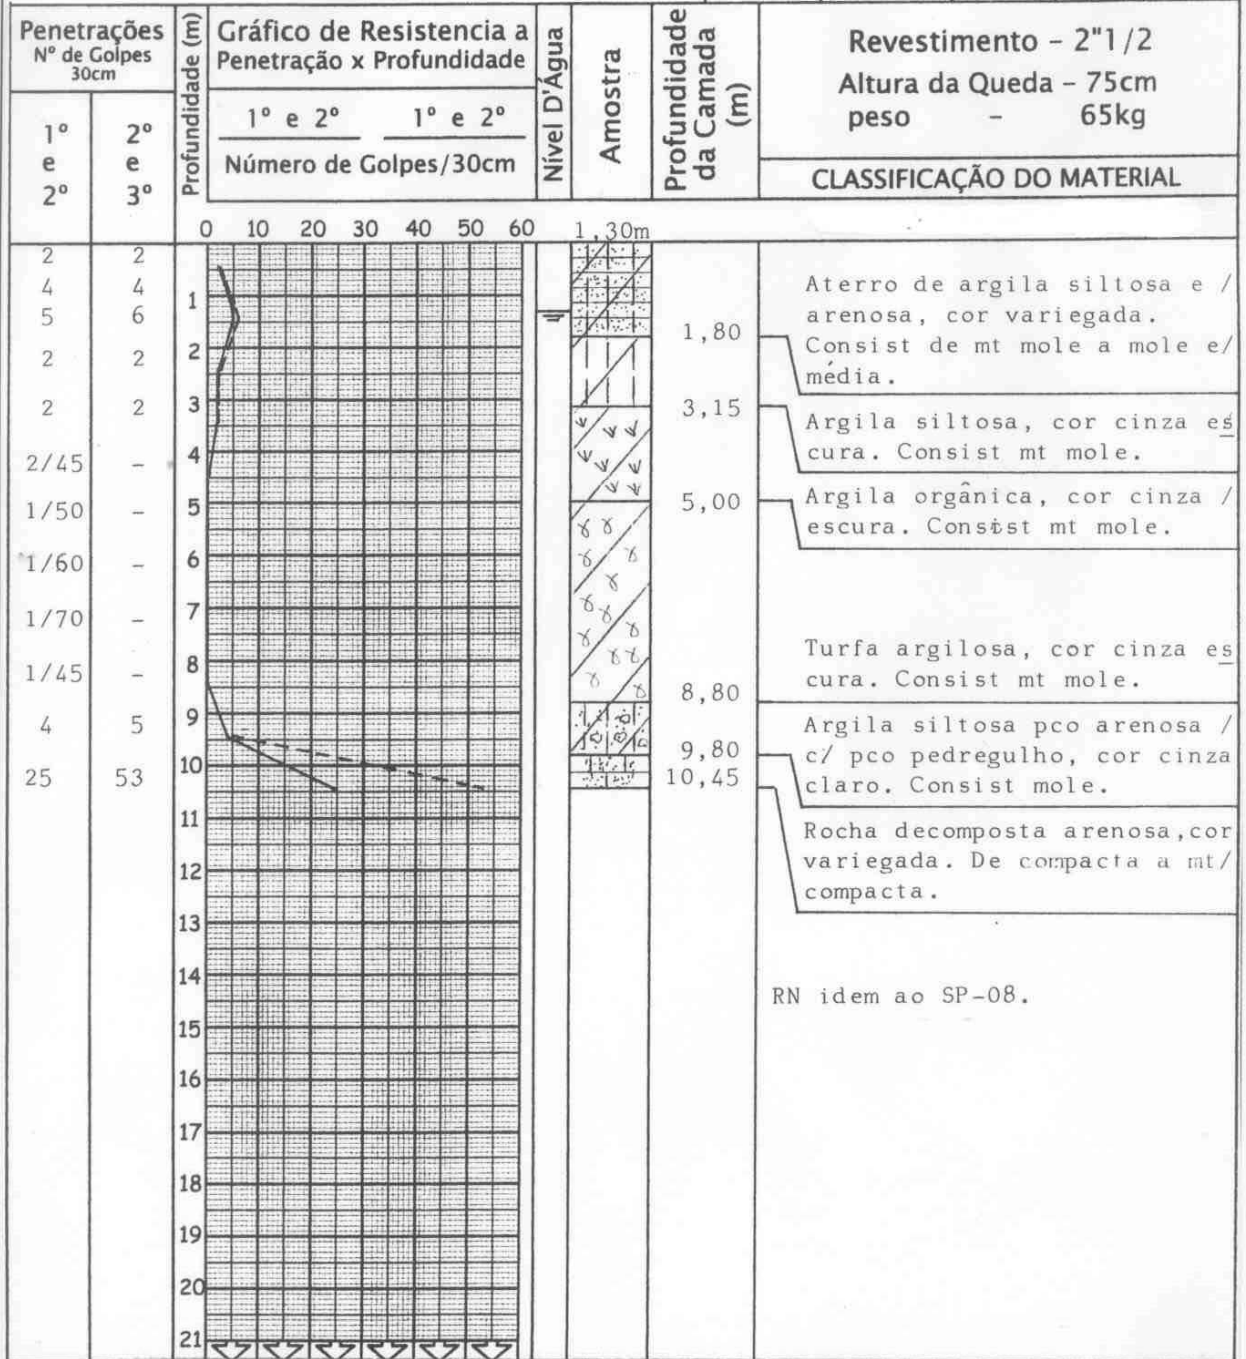 Penetrações
Nº de Golpes
30cm
1º
e
2º
2º
e
3º
Profundidade (m)
Gráfico de Resistencia a
Penetração x Profundidade
1º e 2º
1º e 2º
Número de Golpes/30cm
Nível D'Água
Amostra
Profundidade
da Camada
(m)
Revestimento - 2"1/2
Altura da Queda - 75cm
peso - 65kg
CLASSIFICAÇÃO DO MATERIAL
0 10 20 30 40 50 60
1,30m
2 2
4 4
5 6
2 2
2 2
2/45 -
1/50 -
1/60 -
1/70 -
1/45 -
4 5
25 53
1
2
3
4
5
6
7
8
9
10
11
12
13
14
15
16
17
18
19
20
21
1,80
3,15
5,00
8,80
9,80
10,45
Aterro de argila siltosa e /
arenosa, cor variegada.
Consist de mt mole a mole e/
média.
Argila siltosa, cor cinza es
cura. Consist mt mole.
Argila orgânica, cor cinza /
escura. Consist mt mole.
Turfa argilosa, cor cinza es
cura. Consist mt mole.
Argila siltosa pco arenosa /
c/ pco pedregulho, cor cinza
claro. Consist mole.
Rocha decomposta arenosa,cor
variegada. De compacta a mt/
compacta.
RN idem ao SP-08.